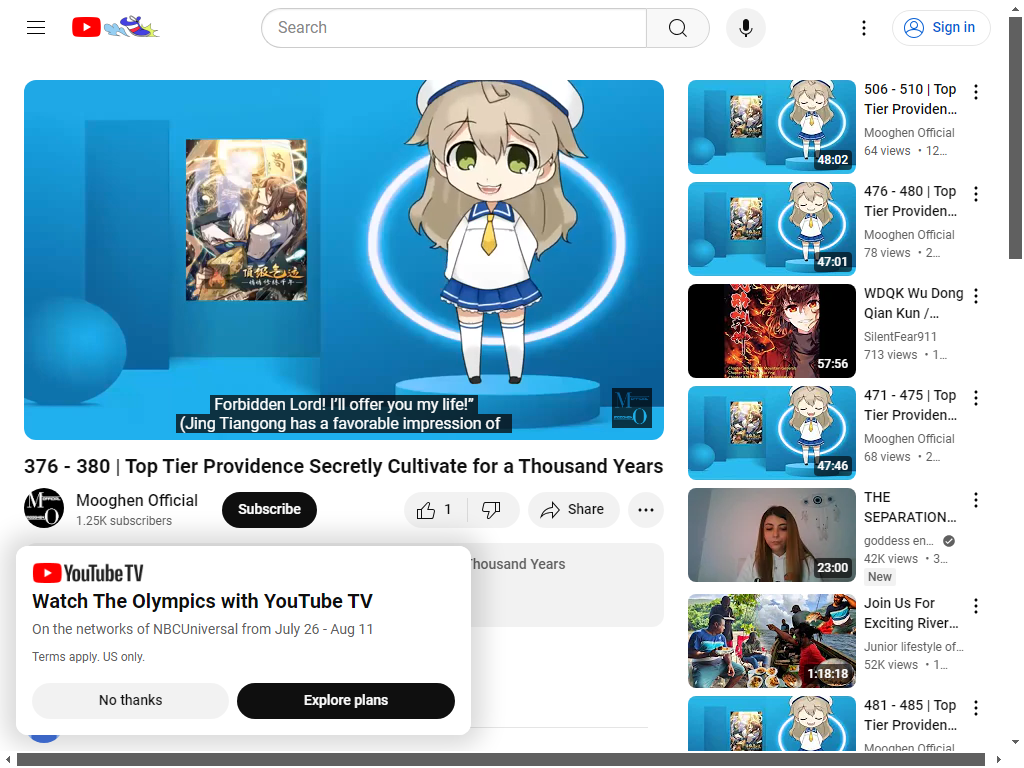 Search
Sign in
Forbidden Lord! I'll offer you my life!”
(Jing Tiangong has a favorable impression of
376 - 380 | Top Tier Providence Secretly Cultivate for a Thousand Years
Mooghen Official
1.25K subscribers
Subscribe
1
Share
Thousand Years
YouTube TV
Watch The Olympics with YouTube TV
On the networks of NBCUniversal from July 26 - Aug 11
Terms apply. US only.
No thanks
Explore plans
48:02
506 - 510 | Top
Tier Providen...
Mooghen Official
64 views • 12...
47:01
476 - 480 | Top
Tier Providen...
Mooghen Official
78 views • 2...
57:56
WDQK Wu Dong
Qian Kun /...
SilentFear911
713 views • 1...
47:46
471 - 475 | Top
Tier Providen...
Mooghen Official
68 views • 2...
23:00
THE
SEPARATION...
goddess en...
42K views • 3...
New
1:18:18
Join Us For
Exciting River...
Junior lifestyle of...
52K views • 1...
481 - 485 | Top
Tier Providen...
Mooghen Official